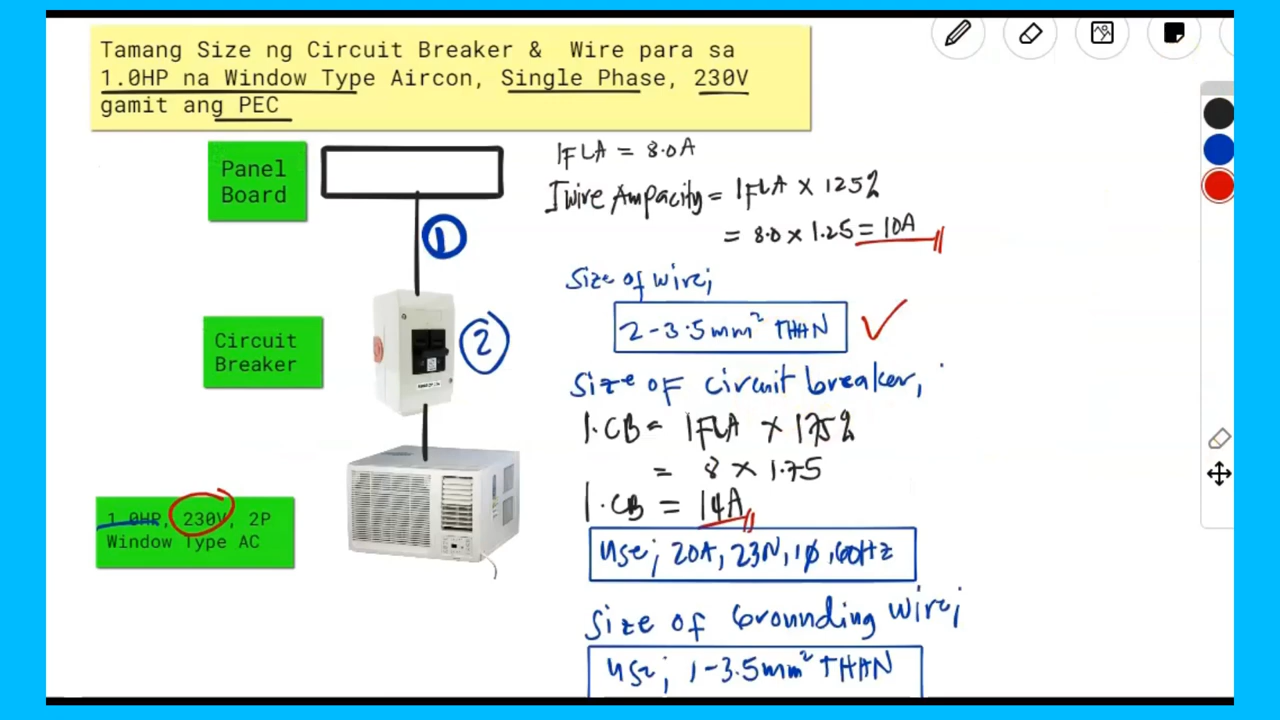 Tamang Size ng Circuit Breaker & Wire para sa
1.0HP na Window Type Aircon, Single Phase, 230V
gamit ang PEC
Panel
Board
1
Circuit
Breaker
2
1.0HP, 230V, 2P
Window Type AC
IFLA = 8.0A
Iwire Ampacity = IFLA × 125%
= 8.0 × 1.25 = 10A
Size of wire;
2-3.5mm² THHN
Size of circuit breaker;
I.CB = IFLA × 175%
= 8 × 1.75
I.CB = 14A
Use; 20A, 230V, 1Ø, 60Hz
Size of Grounding Wire;
Use; 1-3.5mm² THHN